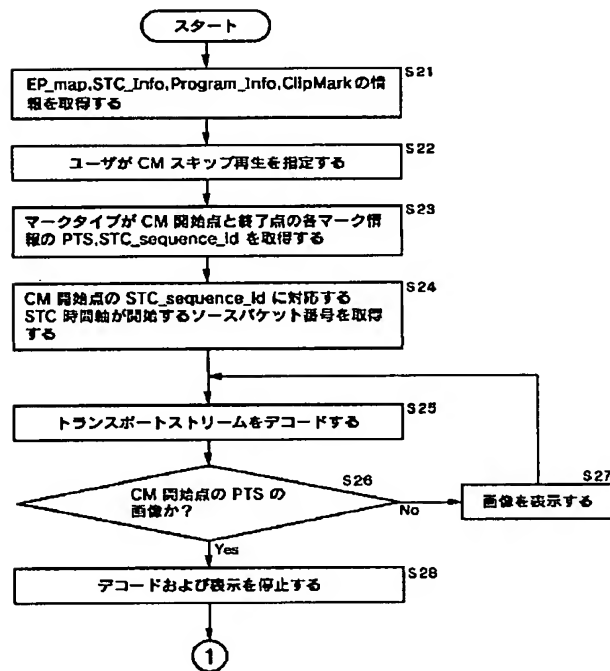 スタート
S21
EP_map,STC_Info,Program_Info,ClipMarkの情
報を取得する
S22
ユーザが CM スキップ再生を指定する
S23
マークタイプが CM 開始点と終了点の各マーク情
報の PTS,STC_sequence_id を取得する
S24
CM 開始点の STC_sequence_id に対応する
STC 時間軸が開始するソースパケット番号を取得
する
S25
トランスポートストリームをデコードする
S26
CM 開始点の PTS の
画像か?
No
S27
画像を表示する
Yes
S28
デコードおよび表示を停止する
1